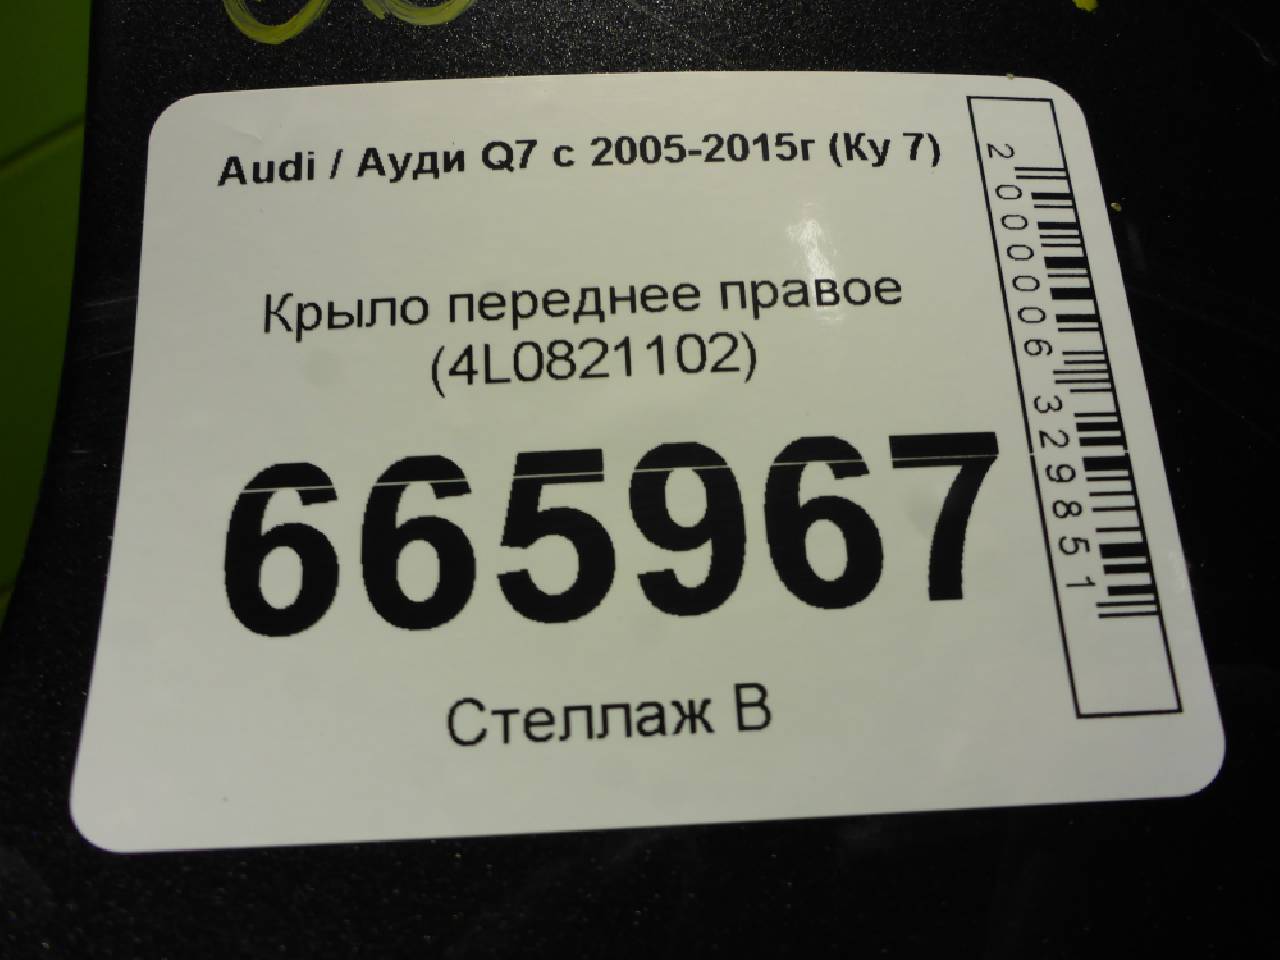 Audi / Ауди Q7 с 2005-2015г (Ку 7)
Крыло переднее правое
(4L0821102)
665967
Стеллаж В
2000006329851